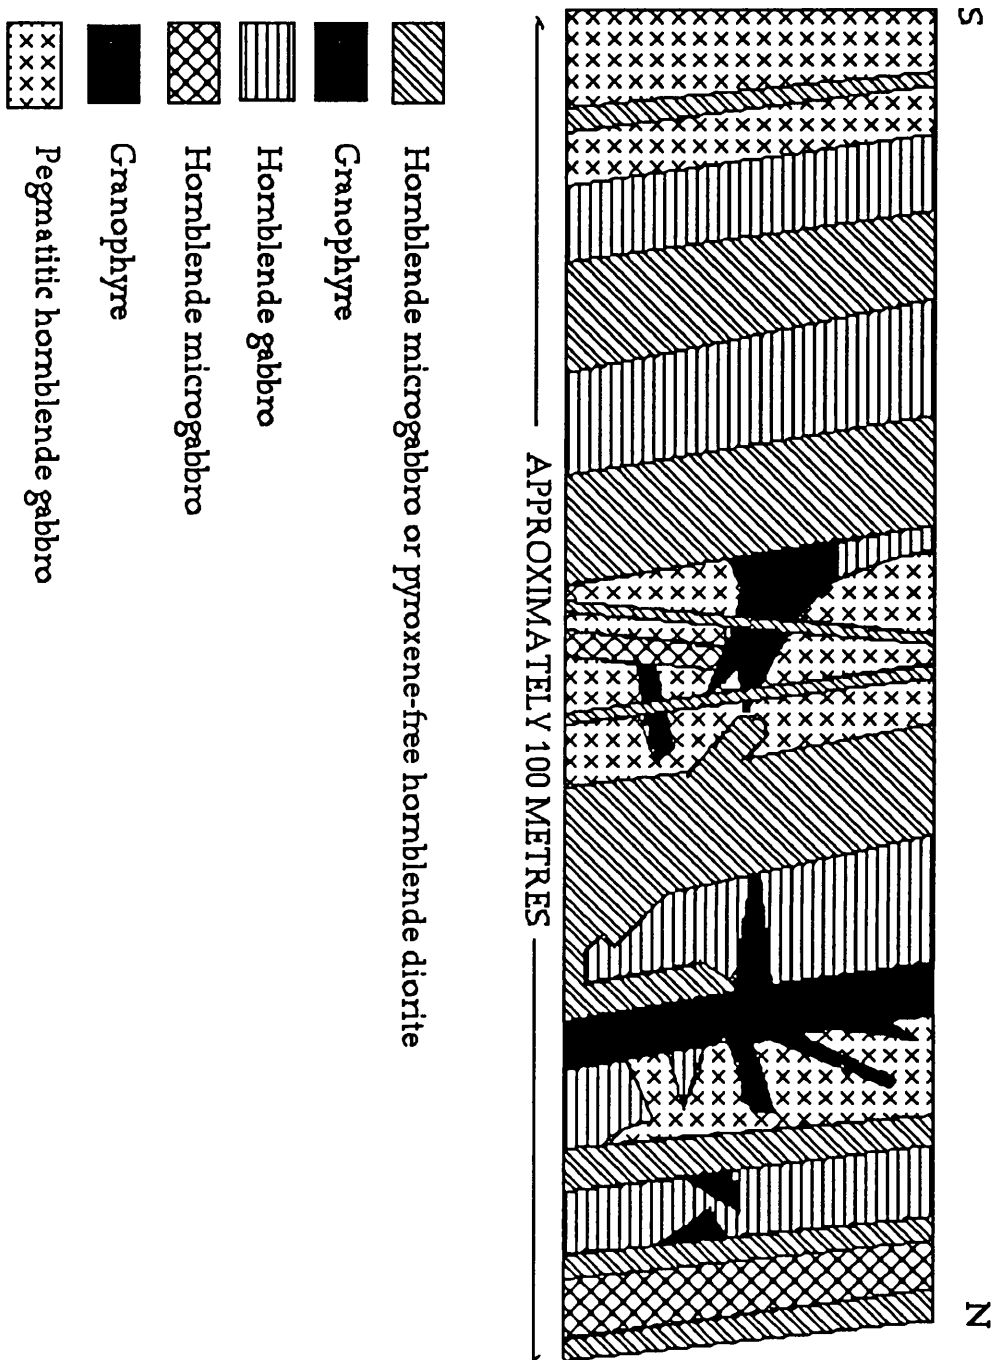 S
N
APPROXIMATELY 100 METRES
Hornblende microgabbro or pyroxene-free hornblende diorite
Granophyre
Hornblende gabbro
Hornblende microgabbro
Granophyre
Pegmatitic hornblende gabbro